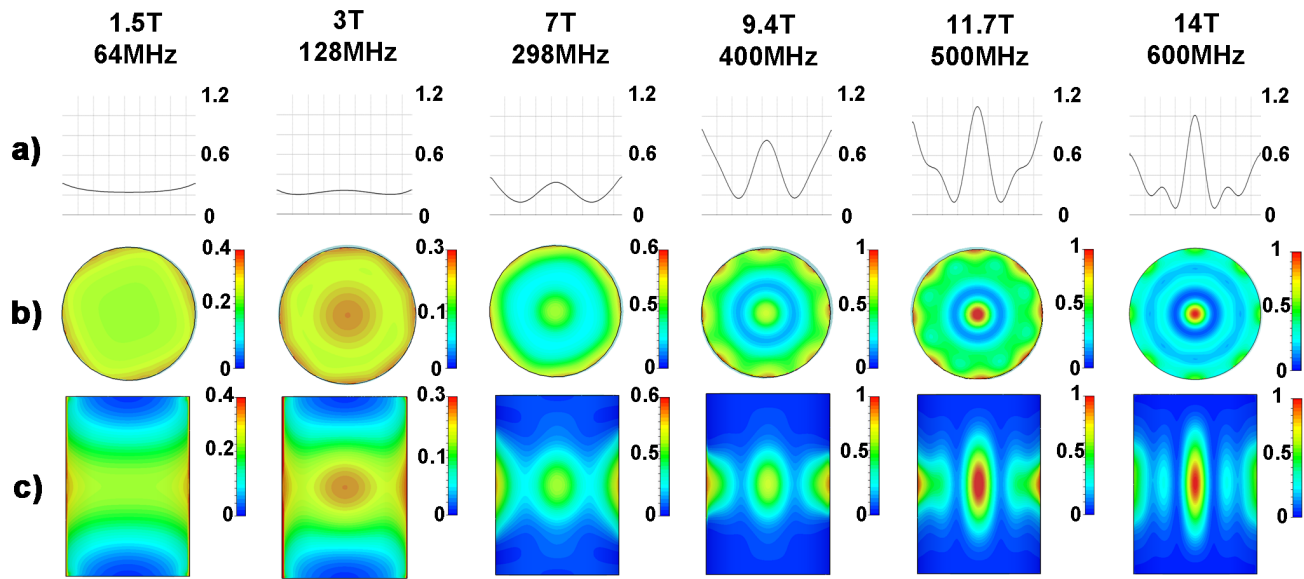 1.5T 3T 7T 9.4T 11.7T 14T
64MHz 128MHz 298MHz 400MHz 500MHz 600MHz
1.2 1.2 1.2 1.2 1.2 1.2
a) 0.6 0.6 0.6 0.6 0.6 0.6
0 0 0 0 0 0
0.4 0.3 0.6 1 1 1
b) 0.2 0.1 0.5 0.5 0.5 0.5
0 0 0 0 0 0
0.4 0.3 0.6 1 1 1
0.2 0.1 0.5 0.5 0.5 0.5
c)
0 0 0 0 0 0